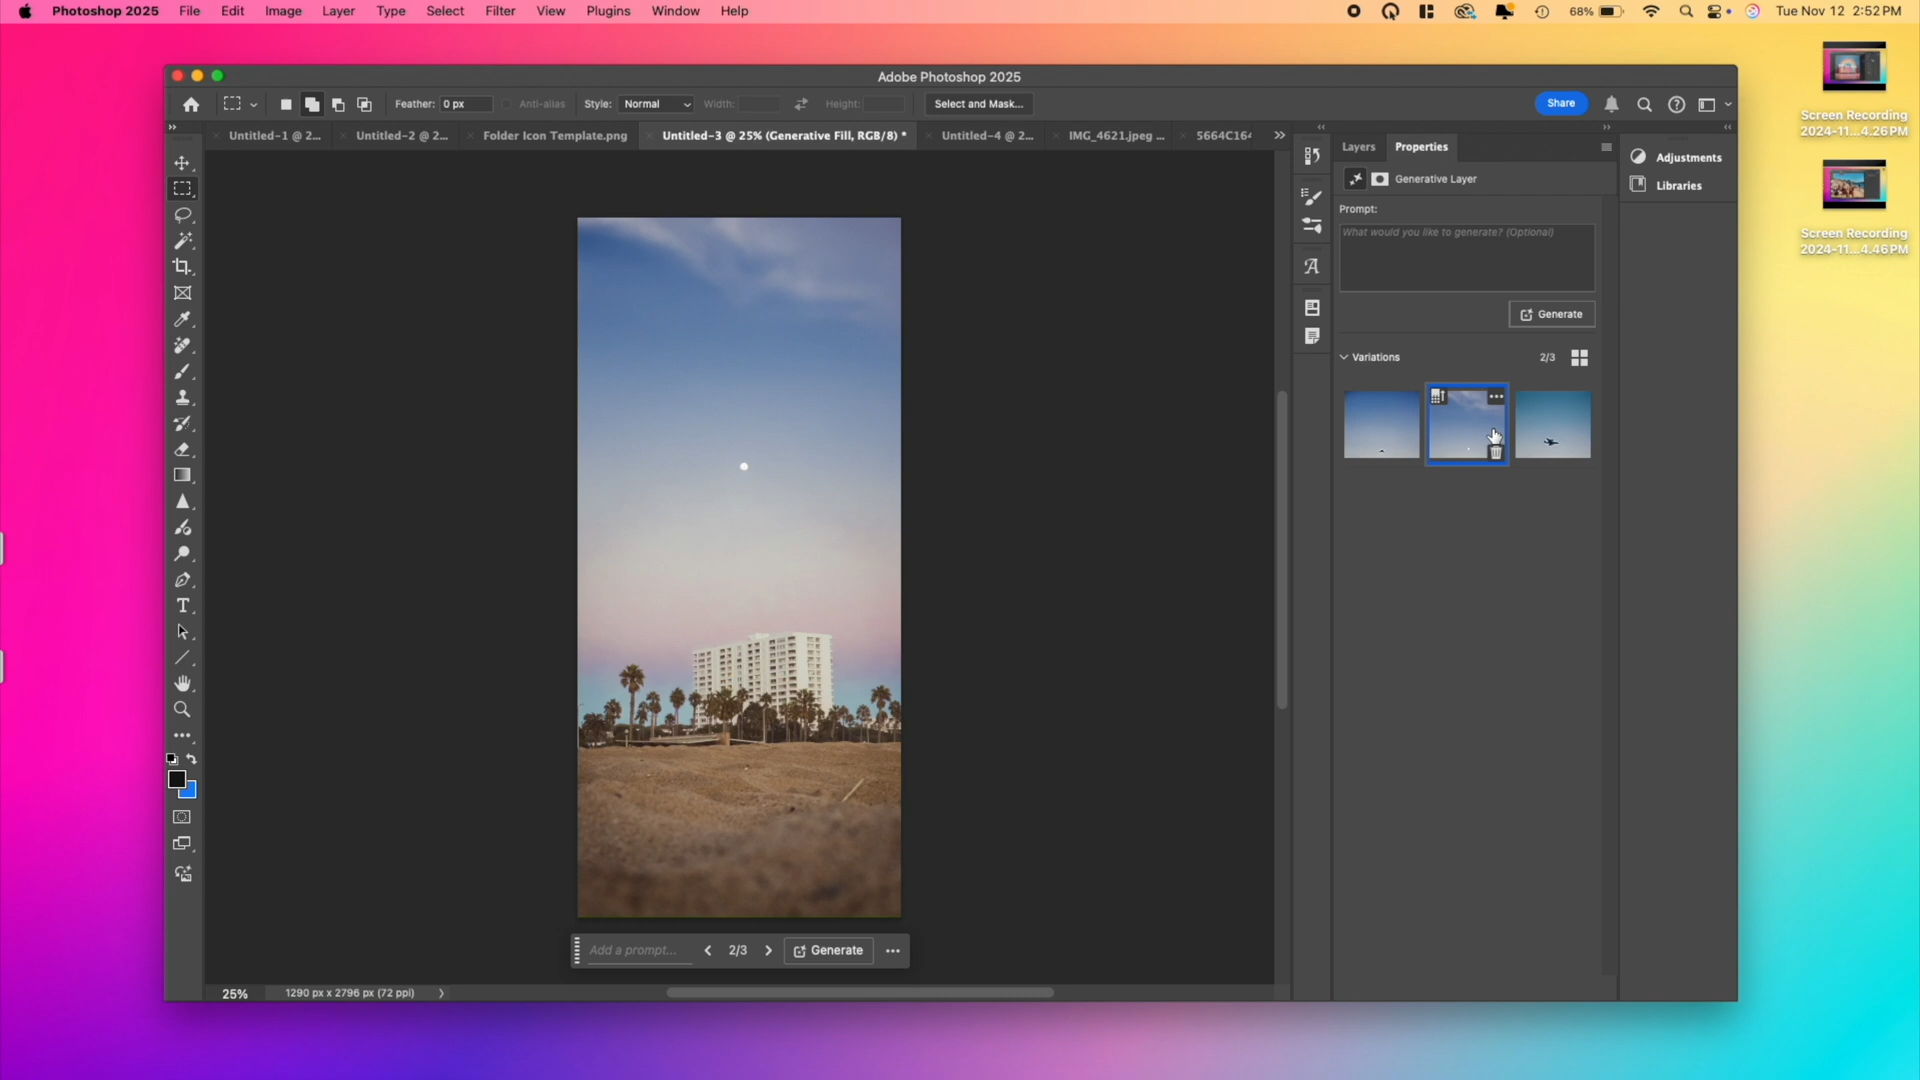 Photoshop 2025 File Edit Image Layer Type Select Filter View Plugins Window Help 68% Tue Nov 12 2:52 PM
Adobe Photoshop 2025
Feather: 0 px Anti-alias Style: Normal Width: Height: Select and Mask... Share
Untitled-1 @ 2... Untitled-2 @ 2... Folder Icon Template.png Untitled-3 @ 25% (Generative Fill, RGB/8) * Untitled-4 @ 2... IMG_4621.jpeg ... 5664C164
Layers Properties
Generative Layer
Prompt:
What would you like to generate? (Optional)
Generate
Variations 2/3
Adjustments
Libraries
Screen Recording
2024-11...4.26 PM
Screen Recording
2024-11...4.46 PM
Add a prompt... 2/3 Generate
25% 1290 px x 2796 px (72 ppi)